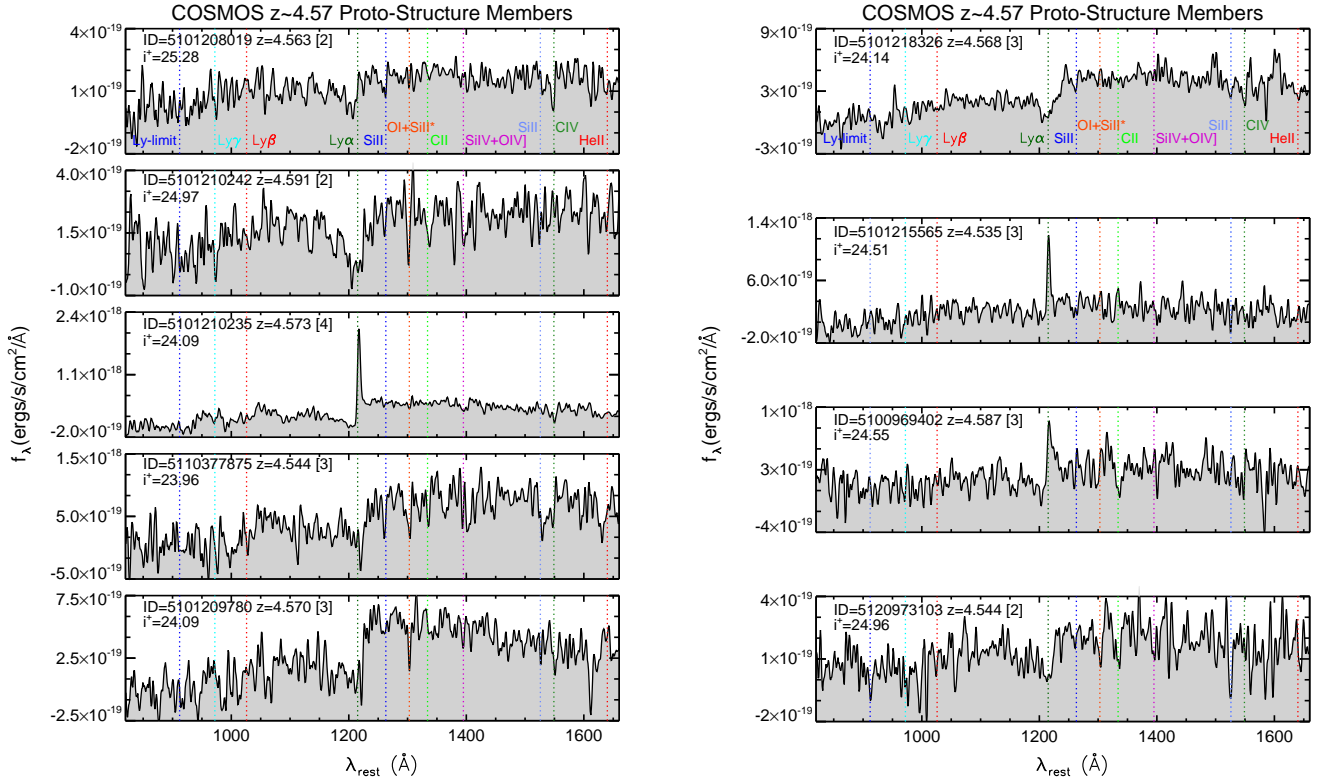 COSMOS z~4.57 Proto-Structure Members
4×10⁻¹⁹
1×10⁻¹⁹
-2×10⁻¹⁹
ID=5101208019 z=4.563 [2]
i⁺=25.28
Ly-limit Lyγ Lyβ Lyα SiII OI+SiII* CII SiIV+OIV] SiII CIV HeII
4.0×10⁻¹⁹
1.5×10⁻¹⁹
-1.0×10⁻¹⁹
ID=5101210242 z=4.591 [2]
i⁺=24.97
2.4×10⁻¹⁸
1.1×10⁻¹⁸
-2.0×10⁻¹⁹
ID=5101210235 z=4.573 [4]
i⁺=24.09
1.5×10⁻¹⁸
5.0×10⁻¹⁹
-5.0×10⁻¹⁹
ID=5110377875 z=4.544 [3]
i⁺=23.96
7.5×10⁻¹⁹
2.5×10⁻¹⁹
-2.5×10⁻¹⁹
ID=5101209780 z=4.570 [3]
i⁺=24.09
f_λ(ergs/s/cm²/Å)
1000 1200 1400 1600
λ_rest (Å)
COSMOS z~4.57 Proto-Structure Members
9×10⁻¹⁹
3×10⁻¹⁹
-3×10⁻¹⁹
ID=5101218326 z=4.568 [3]
i⁺=24.14
Ly-limit Lyγ Lyβ Lyα SiII OI+SiII* CII SiIV+OIV] SiII CIV HeII
1.4×10⁻¹⁸
6.0×10⁻¹⁹
-2.0×10⁻¹⁹
ID=5101215565 z=4.535 [3]
i⁺=24.51
1×10⁻¹⁸
3×10⁻¹⁹
-4×10⁻¹⁹
ID=5100969402 z=4.587 [3]
i⁺=24.55
4×10⁻¹⁹
1×10⁻¹⁹
-2×10⁻¹⁹
ID=5120973103 z=4.544 [2]
i⁺=24.96
f_λ(ergs/s/cm²/Å)
1000 1200 1400 1600
λ_rest (Å)